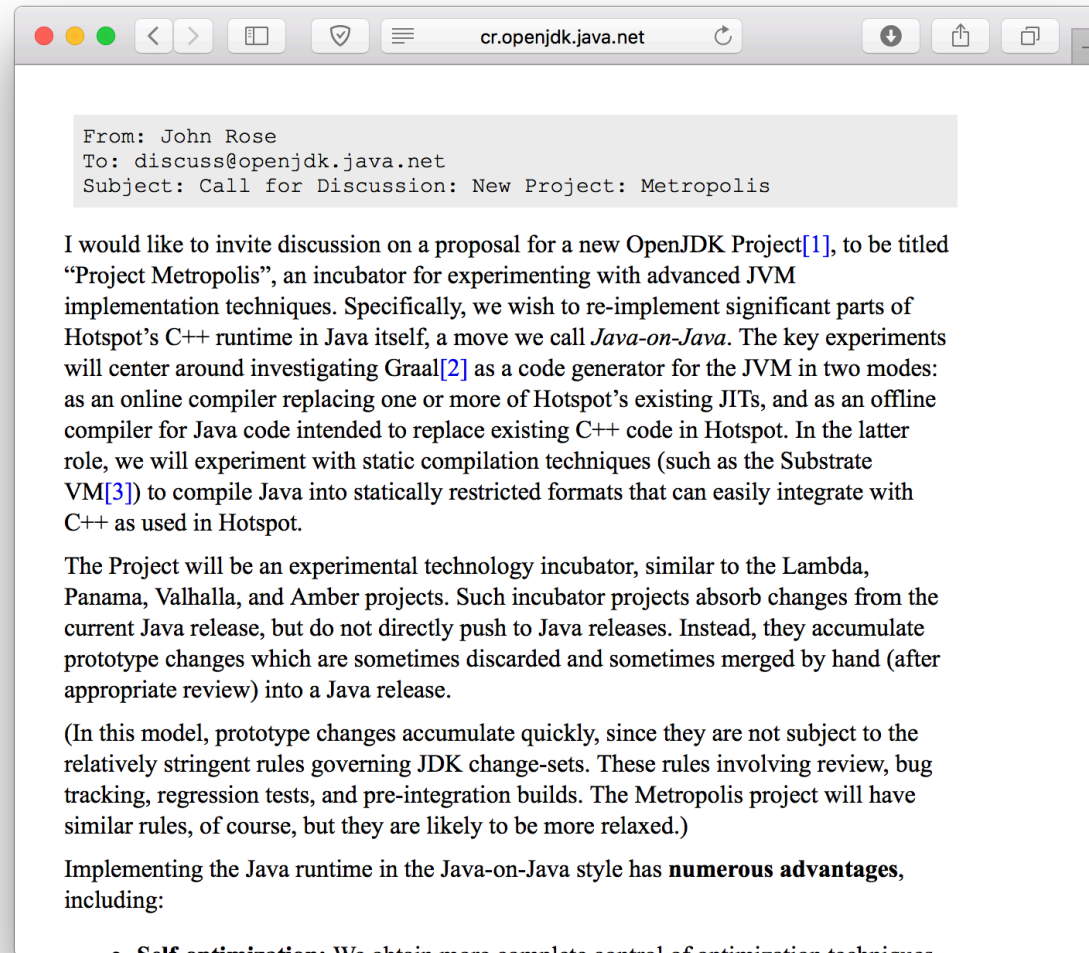 cr.openjdk.java.net
From: John Rose
To: discuss@openjdk.java.net
Subject: Call for Discussion: New Project: Metropolis
I would like to invite discussion on a proposal for a new OpenJDK Project[1], to be titled
“Project Metropolis”, an incubator for experimenting with advanced JVM
implementation techniques. Specifically, we wish to re-implement significant parts of
Hotspot’s C++ runtime in Java itself, a move we call Java-on-Java. The key experiments
will center around investigating Graal[2] as a code generator for the JVM in two modes:
as an online compiler replacing one or more of Hotspot’s existing JITs, and as an offline
compiler for Java code intended to replace existing C++ code in Hotspot. In the latter
role, we will experiment with static compilation techniques (such as the Substrate
VM[3]) to compile Java into statically restricted formats that can easily integrate with
C++ as used in Hotspot.
The Project will be an experimental technology incubator, similar to the Lambda,
Panama, Valhalla, and Amber projects. Such incubator projects absorb changes from the
current Java release, but do not directly push to Java releases. Instead, they accumulate
prototype changes which are sometimes discarded and sometimes merged by hand (after
appropriate review) into a Java release.
(In this model, prototype changes accumulate quickly, since they are not subject to the
relatively stringent rules governing JDK change-sets. These rules involving review, bug
tracking, regression tests, and pre-integration builds. The Metropolis project will have
similar rules, of course, but they are likely to be more relaxed.)
Implementing the Java runtime in the Java-on-Java style has numerous advantages,
including:
Self-optimization: We obtain more complete control of optimization techniques